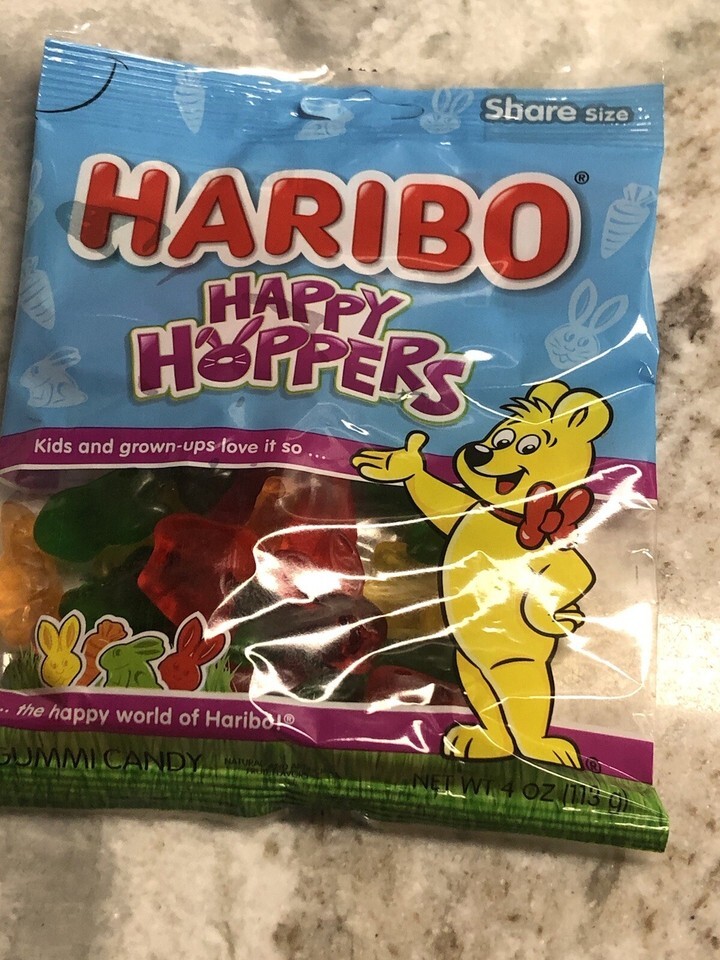 Share Size
HARIBO®
HAPPY
HOPPERS
Kids and grown-ups love it so ...
.. the happy world of Haribo!®
GUMMI CANDY
NET WT 4 OZ (113 g)
®